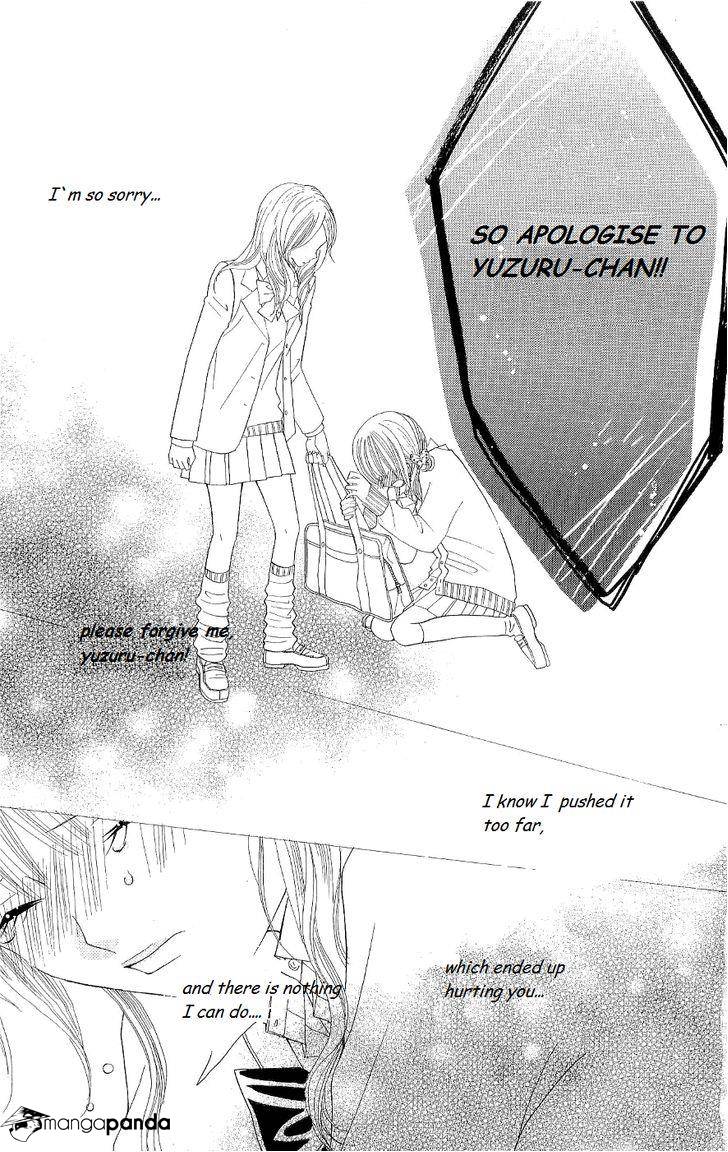 SO APOLOGISE TO
YUZURU-CHAN!!
I`m so sorry...
please forgive me,
yuzuru-chan!
I know I pushed it
too far,
which ended up
hurting you...
and there is nothing
I can do....
mangapanda